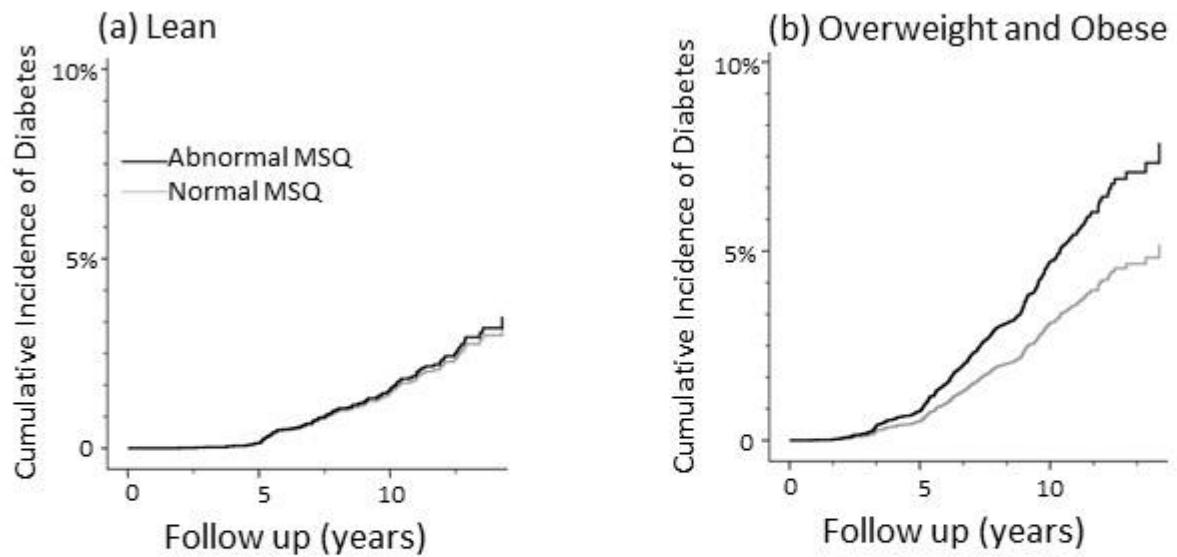 (a) Lean
Cumulative Incidence of Diabetes
10%
5%
0
Abnormal MSQ
Normal MSQ
0 5 10
Follow up (years)
(b) Overweight and Obese
Cumulative Incidence of Diabetes
10%
5%
0
0 5 10
Follow up (years)